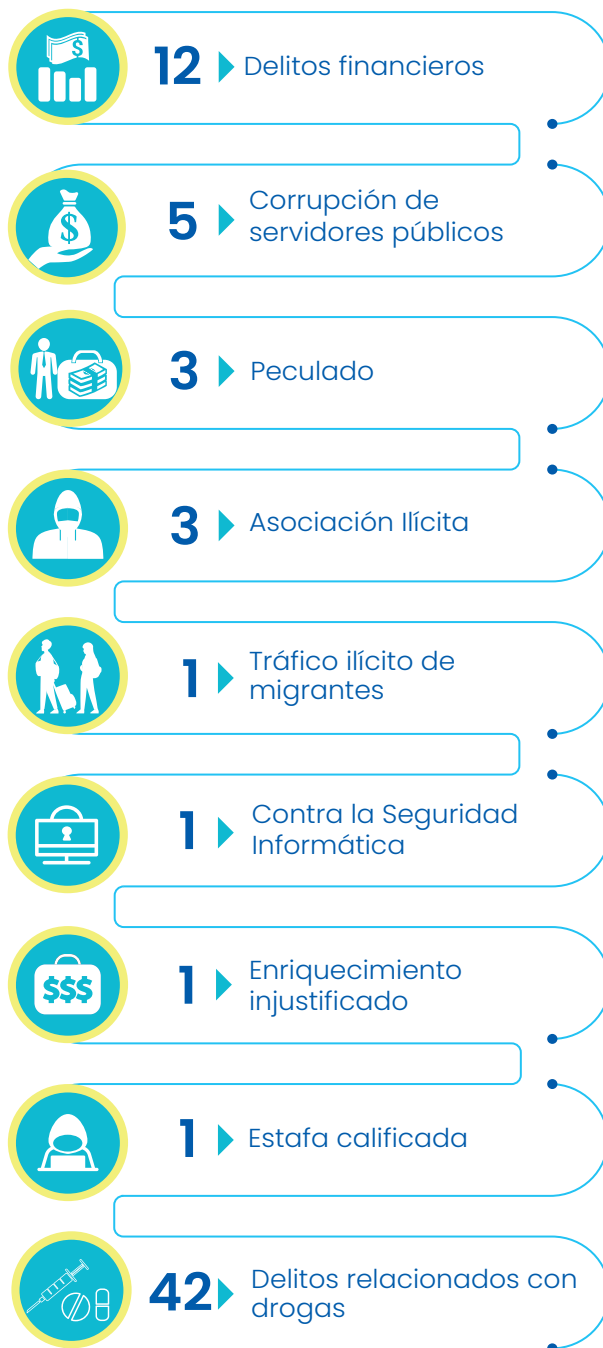 $
12 Delitos financieros
$
5 Corrupción de
servidores públicos
3 Peculado
3 Asociación Ilícita
1 Tráfico ilícito de
migrantes
1 Contra la Seguridad
Informática
$$$
1 Enriquecimiento
injustificado
1 Estafa calificada
42 Delitos relacionados con
drogas